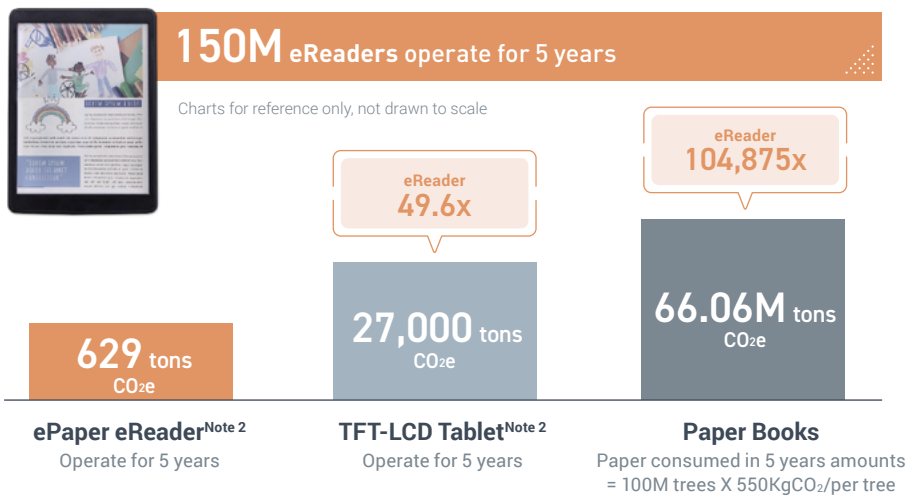 150M eReaders operate for 5 years
Charts for reference only, not drawn to scale
eReader
49.6x
eReader
104,875x
629 tons
CO2e
27,000 tons
CO2e
66.06M tons
CO2e
ePaper eReaderNote 2
Operate for 5 years
TFT-LCD TabletNote 2
Operate for 5 years
Paper Books
Paper consumed in 5 years amounts
= 100M trees X 550KgCO2/per tree